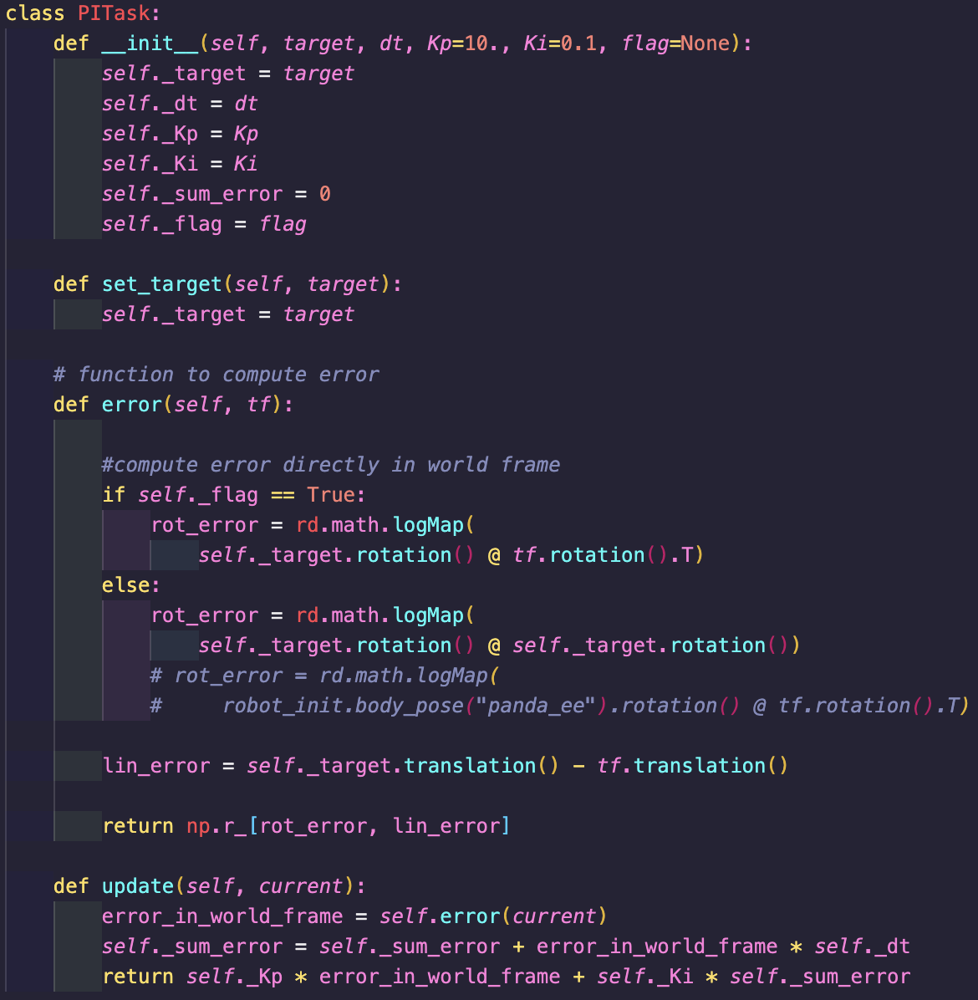 class PITask:
    def __init__(self, target, dt, Kp=10., Ki=0.1, flag=None):
        self._target = target
        self._dt = dt
        self._Kp = Kp
        self._Ki = Ki
        self._sum_error = 0
        self._flag = flag

    def set_target(self, target):
        self._target = target

    # function to compute error
    def error(self, tf):

        #compute error directly in world frame
        if self._flag == True:
            rot_error = rd.math.logMap(
                self._target.rotation() @ tf.rotation().T)
        else:
            rot_error = rd.math.logMap(
                self._target.rotation() @ self._target.rotation())
            # rot_error = rd.math.logMap(
            #     robot_init.body_pose("panda_ee").rotation() @ tf.rotation().T)

        lin_error = self._target.translation() - tf.translation()

        return np.r_[rot_error, lin_error]

    def update(self, current):
        error_in_world_frame = self.error(current)
        self._sum_error = self._sum_error + error_in_world_frame * self._dt
        return self._Kp * error_in_world_frame + self._Ki * self._sum_error